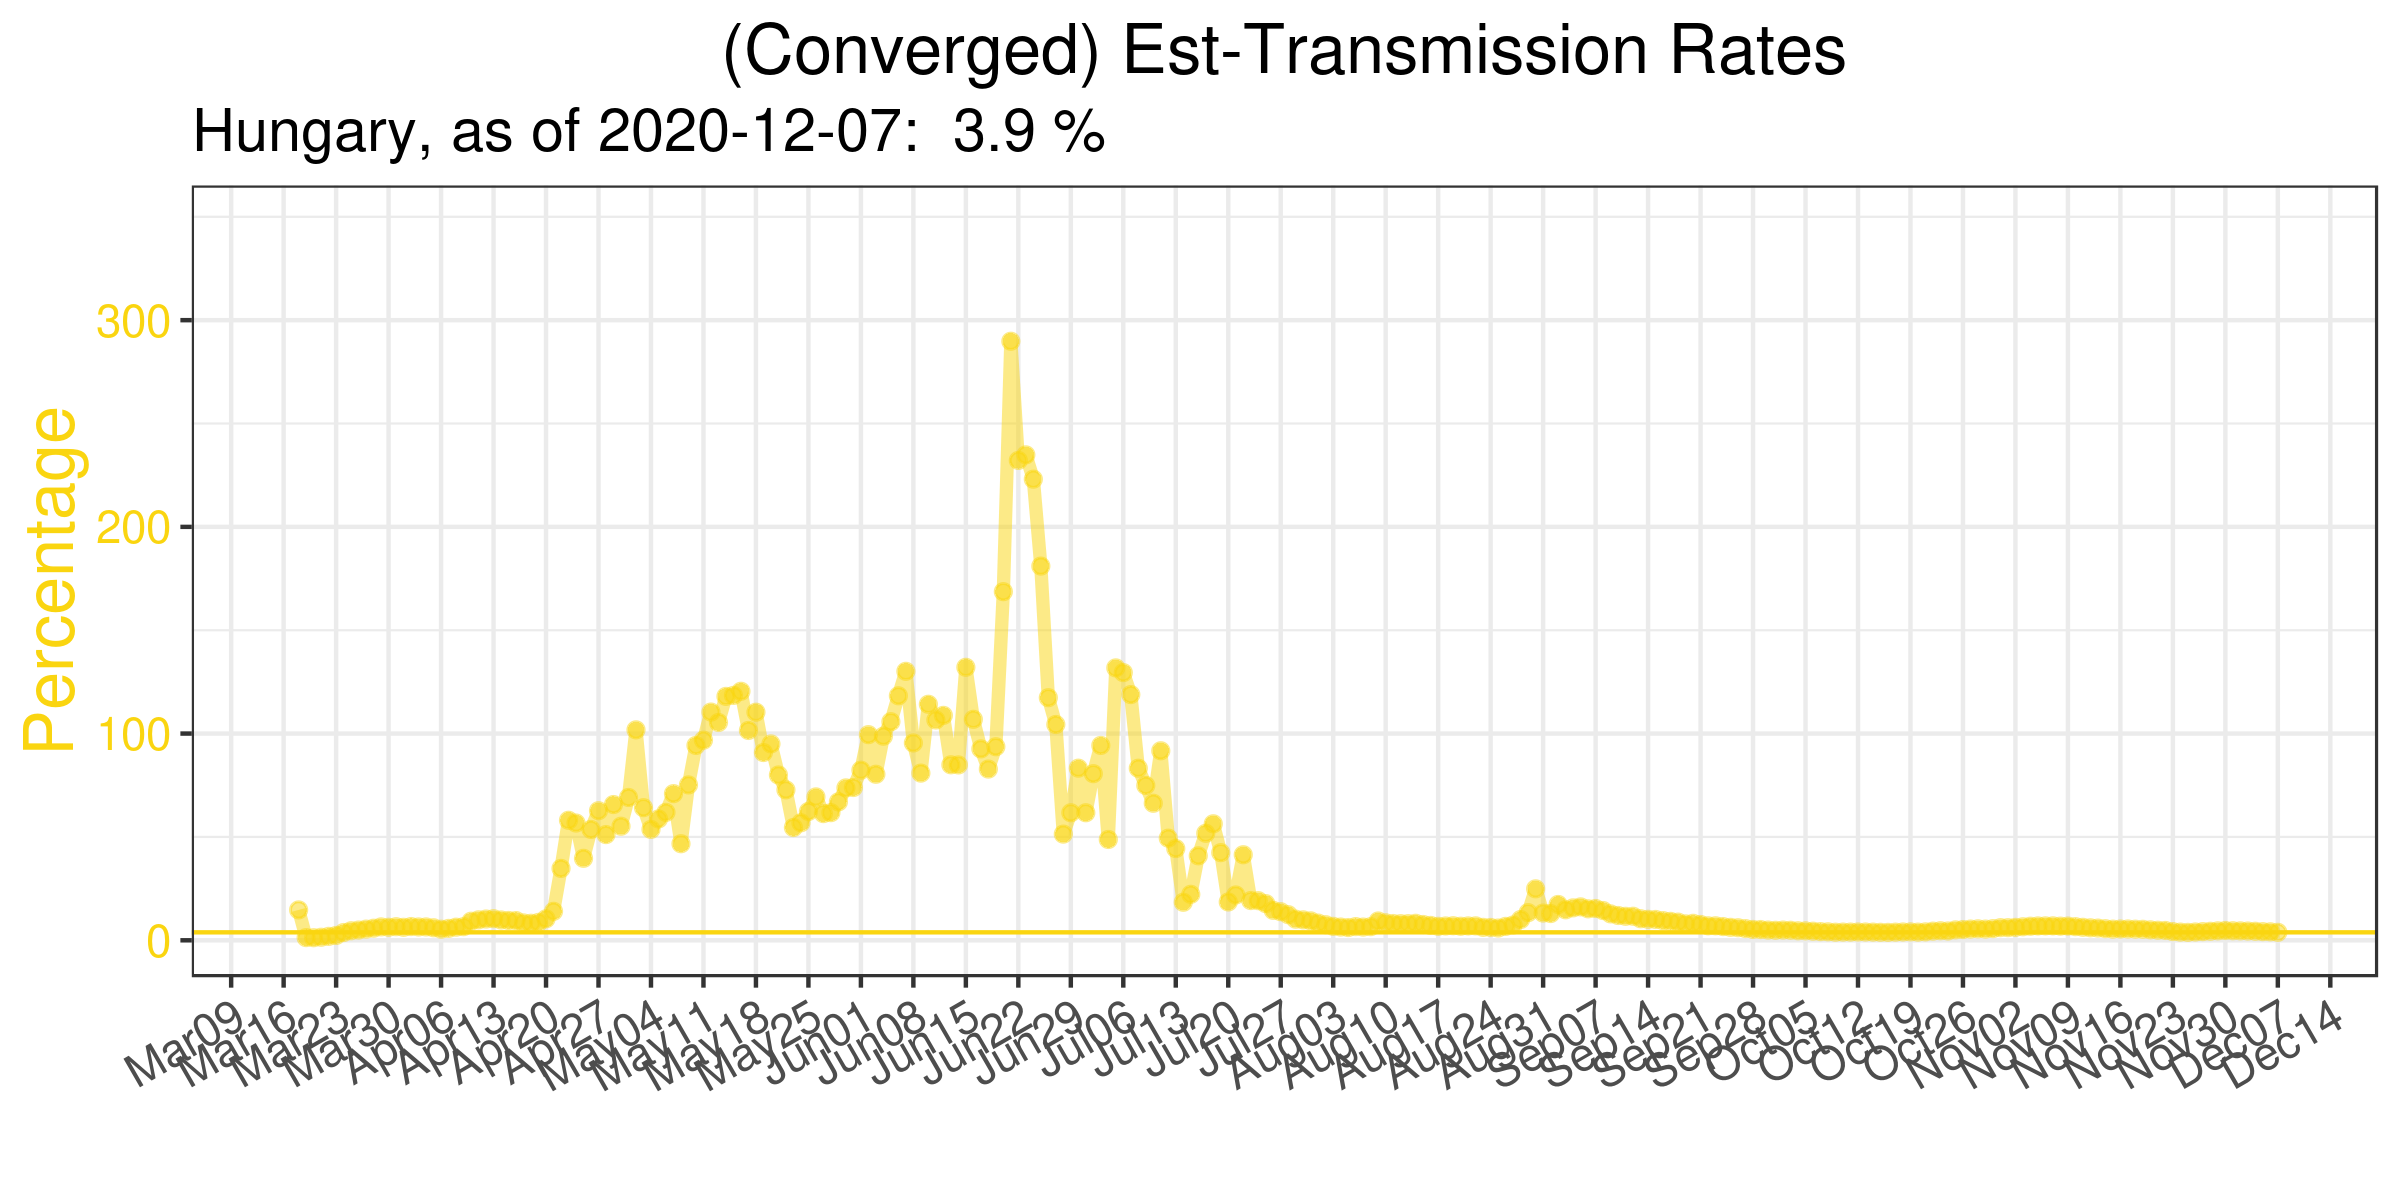 (Converged) Est-Transmission Rates
Hungary, as of 2020-12-07:  3.9 %
Percentage
300
200
100
0
Mar09
Mar16
Mar23
Mar30
Apr06
Apr13
Apr20
Apr27
May04
May11
May18
May25
Jun01
Jun08
Jun15
Jun22
Jun29
Jul06
Jul13
Jul20
Jul27
Aug03
Aug10
Aug17
Aug24
Aug31
Sep07
Sep14
Sep21
Sep28
Oct05
Oct12
Oct19
Oct26
Nov02
Nov09
Nov16
Nov23
Nov30
Dec07
Dec14